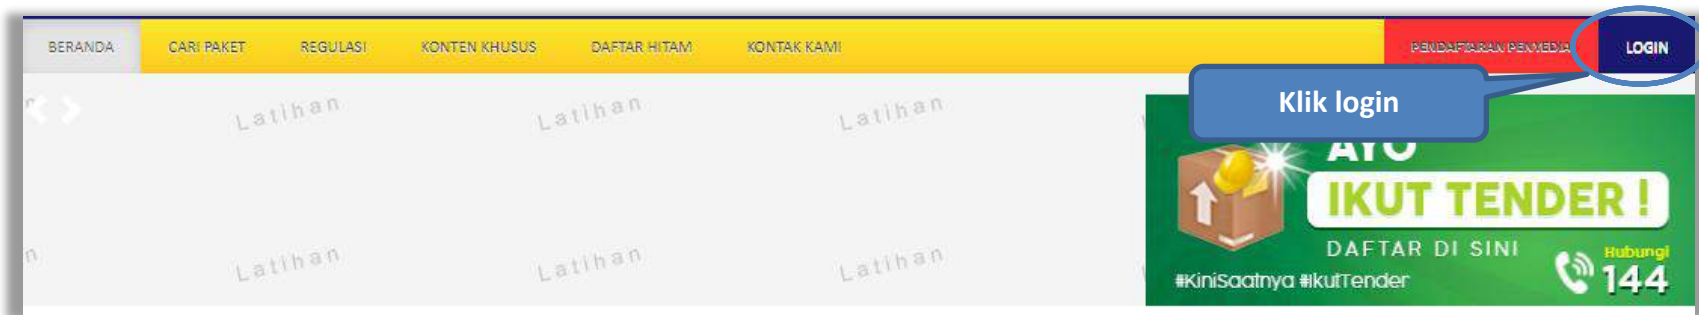 BERANDA CARI PAKET REGULASI KONTEN KHUSUS DAFTAR HITAM KONTAK KAMI PENDAFTARAN PENYEDIA LOGIN
Klik login
Latihan Latihan Latihan
AYO
IKUT TENDER !
DAFTAR DI SINI
Hubungi
144
#KiniSaatnya #IkutTender
Latihan Latihan Latihan